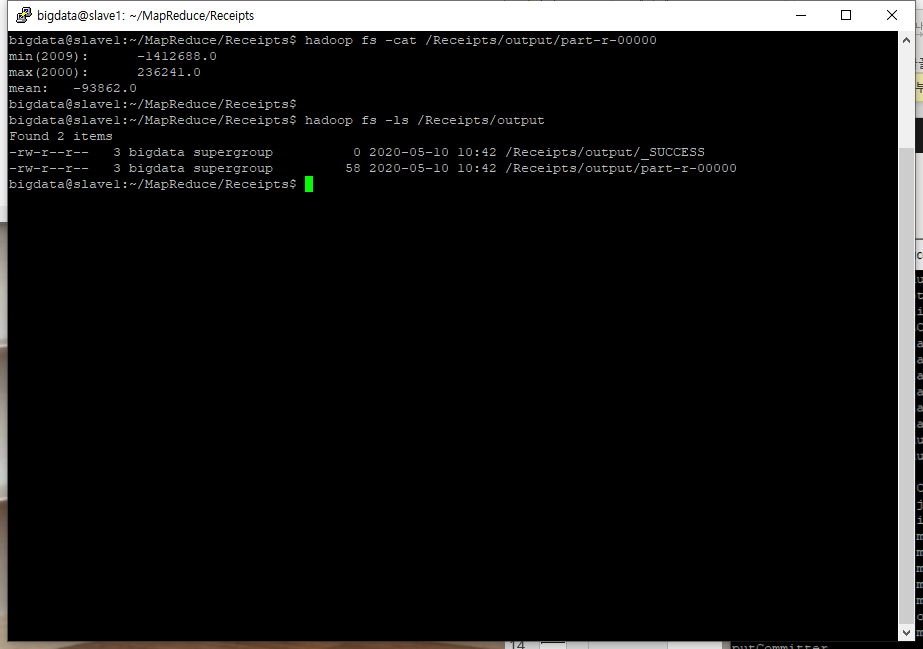 bigdata@slave1: ~/MapReduce/Receipts
bigdata@slave1:~/MapReduce/Receipts$ hadoop fs -cat /Receipts/output/part-r-00000
min(2009):      -1412688.0
max(2000):      236241.0
mean:   -93862.0
bigdata@slave1:~/MapReduce/Receipts$
bigdata@slave1:~/MapReduce/Receipts$ hadoop fs -ls /Receipts/output
Found 2 items
-rw-r--r--   3 bigdata supergroup          0 2020-05-10 10:42 /Receipts/output/_SUCCESS
-rw-r--r--   3 bigdata supergroup         58 2020-05-10 10:42 /Receipts/output/part-r-00000
bigdata@slave1:~/MapReduce/Receipts$
14
putCommitter